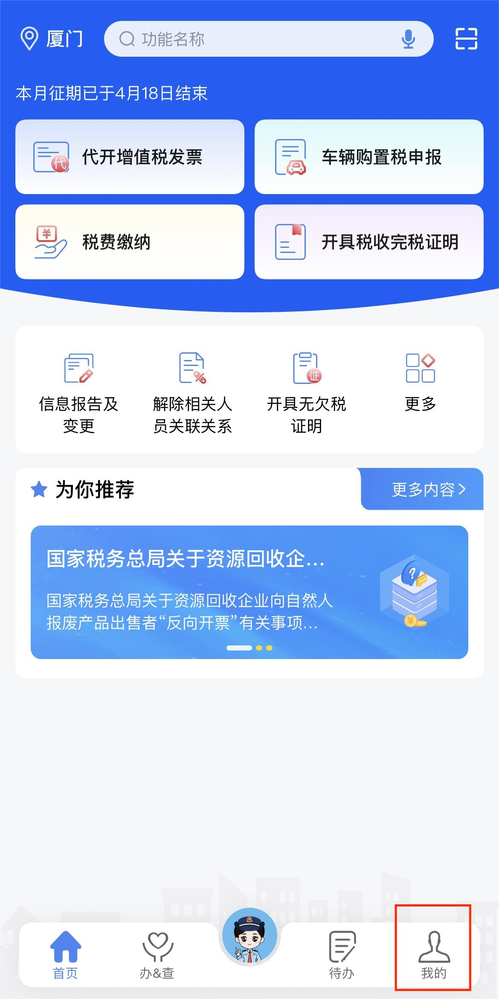 厦门
功能名称
本月征期已于4月18日结束
代
代开增值税发票
车辆购置税申报
¥
税费缴纳
开具税收完税证明
证
信息报告及
变更
解除相关人
员关联关系
开具无欠税
证明
更多
为你推荐
更多内容>
国家税务总局关于资源回收企...
国家税务总局关于资源回收企业向自然人
报废产品出售者“反向开票”有关事项...
?
¥
首页
办&查
待办
我的